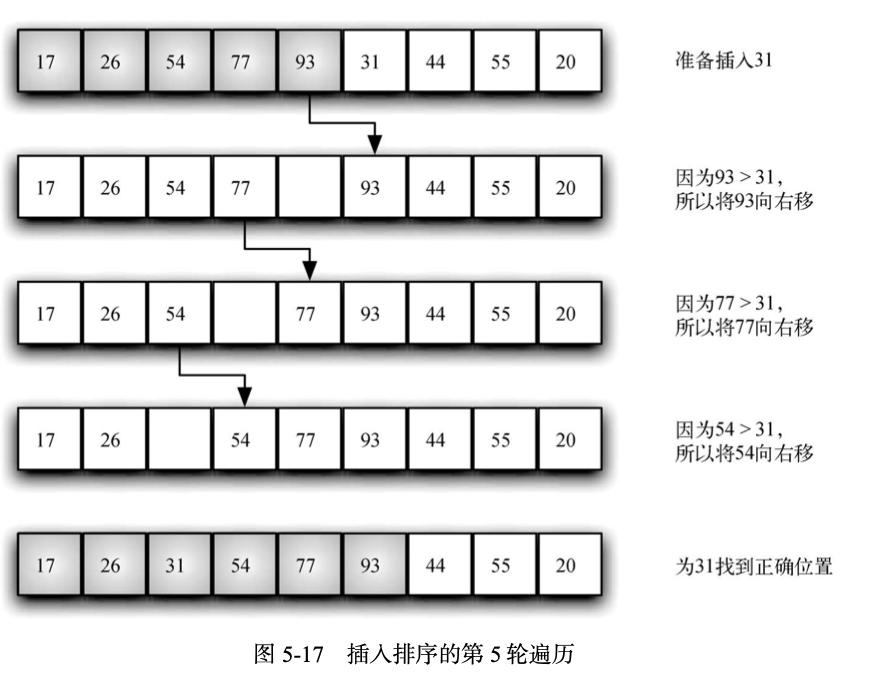 17 26 54 77 93 31 44 55 20 准备插入31
17 26 54 77 93 44 55 20 因为93 > 31，
所以将93向右移
17 26 54 77 93 44 55 20 因为77 > 31，
所以将77向右移
17 26 54 77 93 44 55 20 因为54 > 31，
所以将54向右移
17 26 31 54 77 93 44 55 20 为31找到正确位置
图 5-17 插入排序的第 5 轮遍历